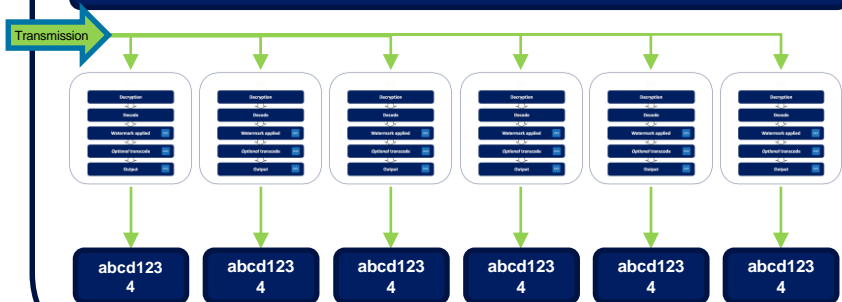 Transmission
Decryption
Decode
Watermark applied
Optional transcode
Output
Decryption
Decode
Watermark applied
Optional transcode
Output
Decryption
Decode
Watermark applied
Optional transcode
Output
Decryption
Decode
Watermark applied
Optional transcode
Output
Decryption
Decode
Watermark applied
Optional transcode
Output
Decryption
Decode
Watermark applied
Optional transcode
Output
abcd123
4
abcd123
4
abcd123
4
abcd123
4
abcd123
4
abcd123
4